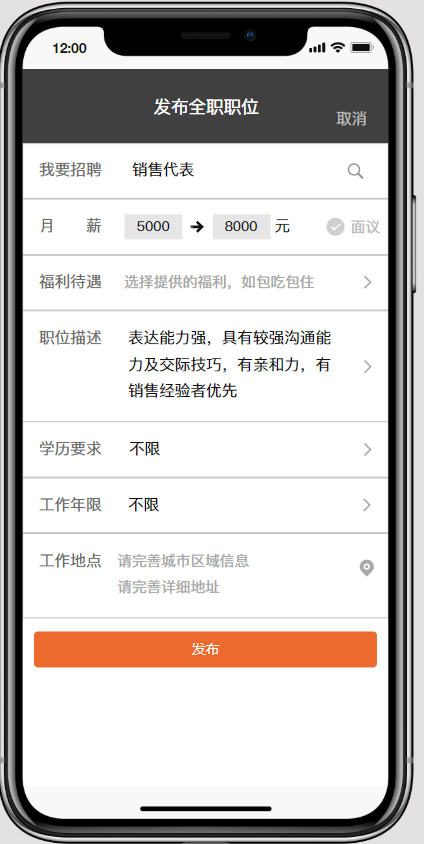 12:00
发布全职职位
取消
我要招聘 销售代表
月 薪 5000 8000 元 面议
福利待遇 选择提供的福利，如包吃包住
职位描述 表达能力强，具有较强沟通能
力及交际技巧，有亲和力，有
销售经验者优先
学历要求 不限
工作年限 不限
工作地点 请完善城市区域信息
请完善详细地址
发布